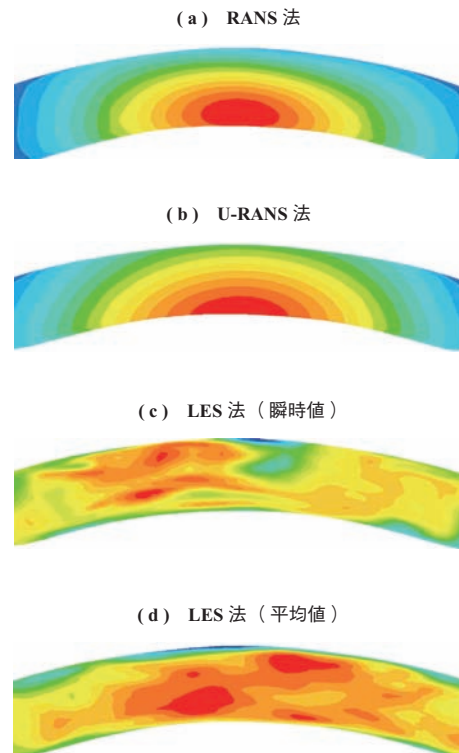 ( a ) RANS 法
( b ) U-RANS 法
( c ) LES 法 ( 瞬時値 )
( d ) LES 法 ( 平均値 )